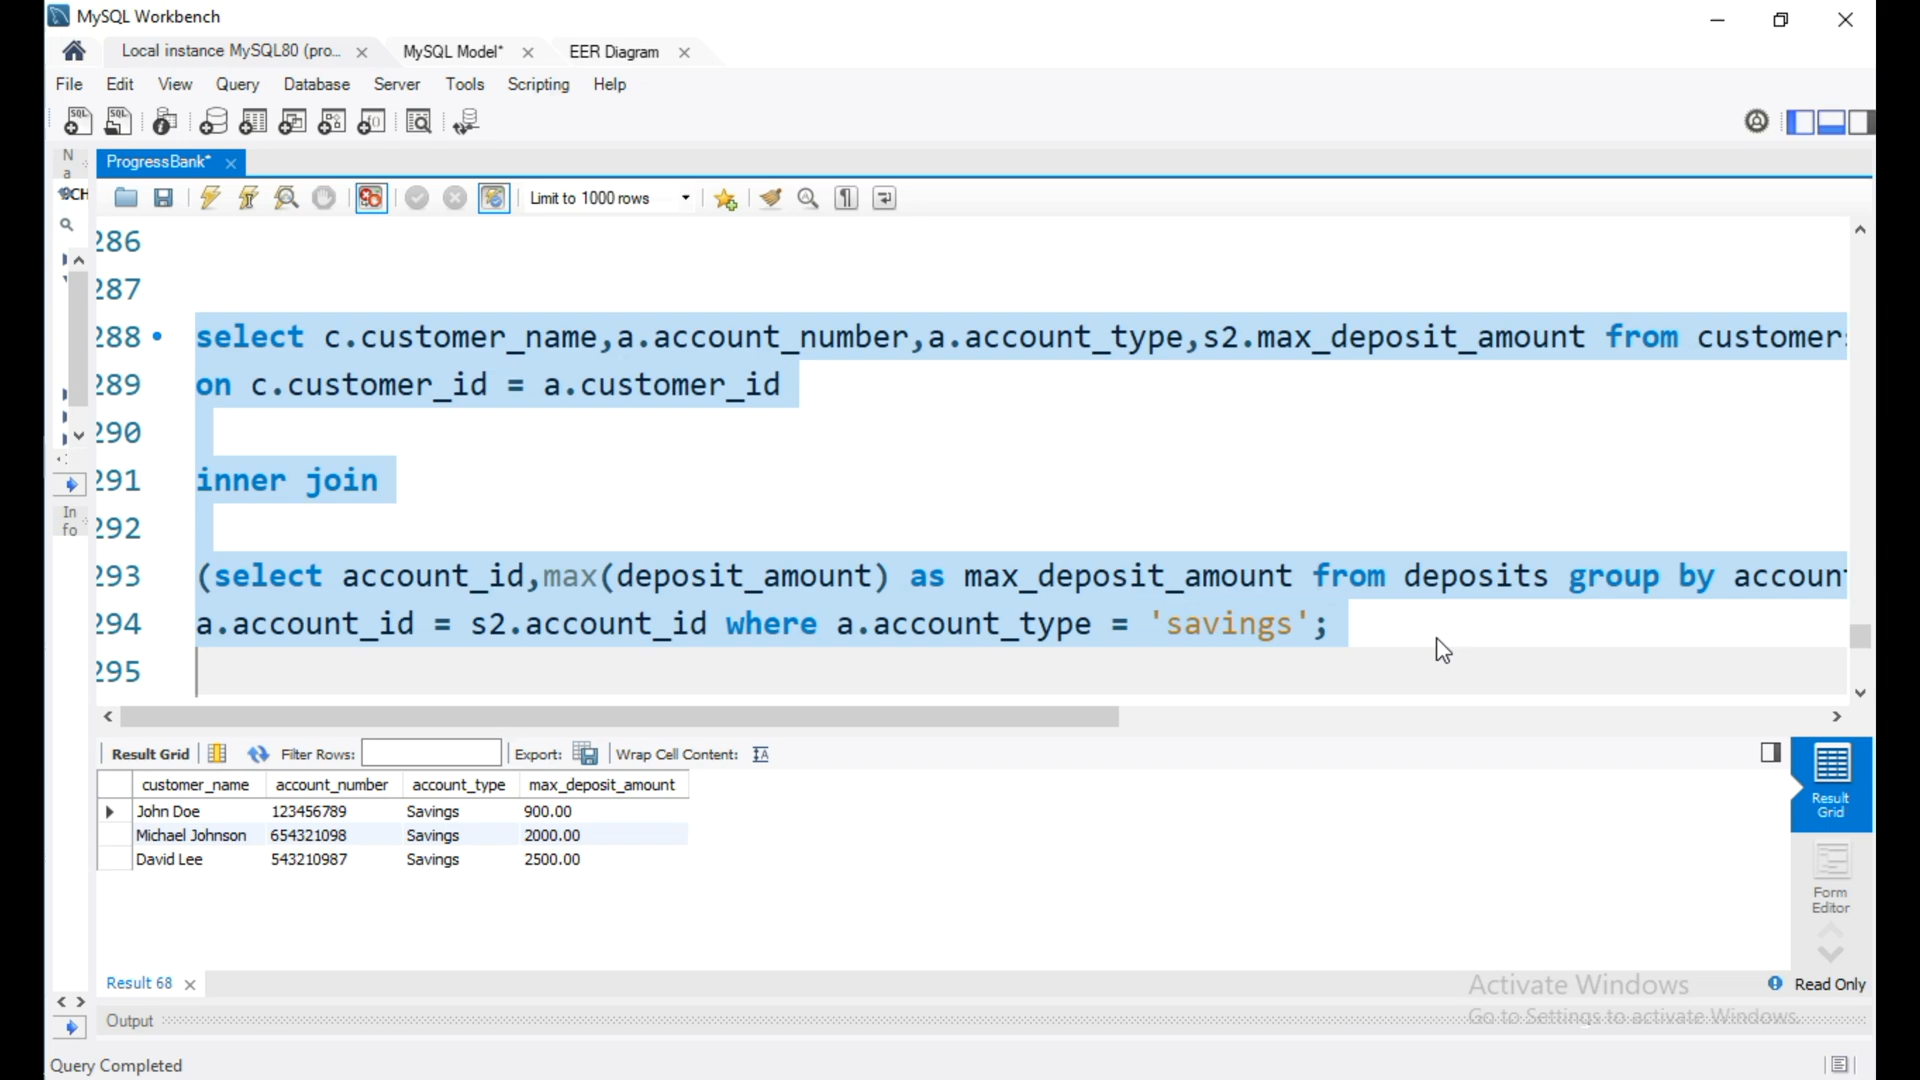 MySQL Workbench
Local instance MySQL80 (pro...
MySQL Model*
EER Diagram
File Edit View Query Database Server Tools Scripting Help
N
a
ProgressBank*
SCH
Limit to 1000 rows
286
287
288 select c.customer_name,a.account_number,a.account_type,s2.max_deposit_amount from customers
289 on c.customer_id = a.customer_id
290
291 inner join
292
293 (select account_id,max(deposit_amount) as max_deposit_amount from deposits group by account
294 a.account_id = s2.account_id where a.account_type = 'savings';
295
In
fo
Result Grid Filter Rows: Export: Wrap Cell Content:
customer_name account_number account_type max_deposit_amount
John Doe 123456789 Savings 900.00
Michael Johnson 654321098 Savings 2000.00
David Lee 543210987 Savings 2500.00
Result
Grid
Form
Editor
Result 68
Read Only
Activate Windows
Go to Settings to activate Windows.
Output
Query Completed